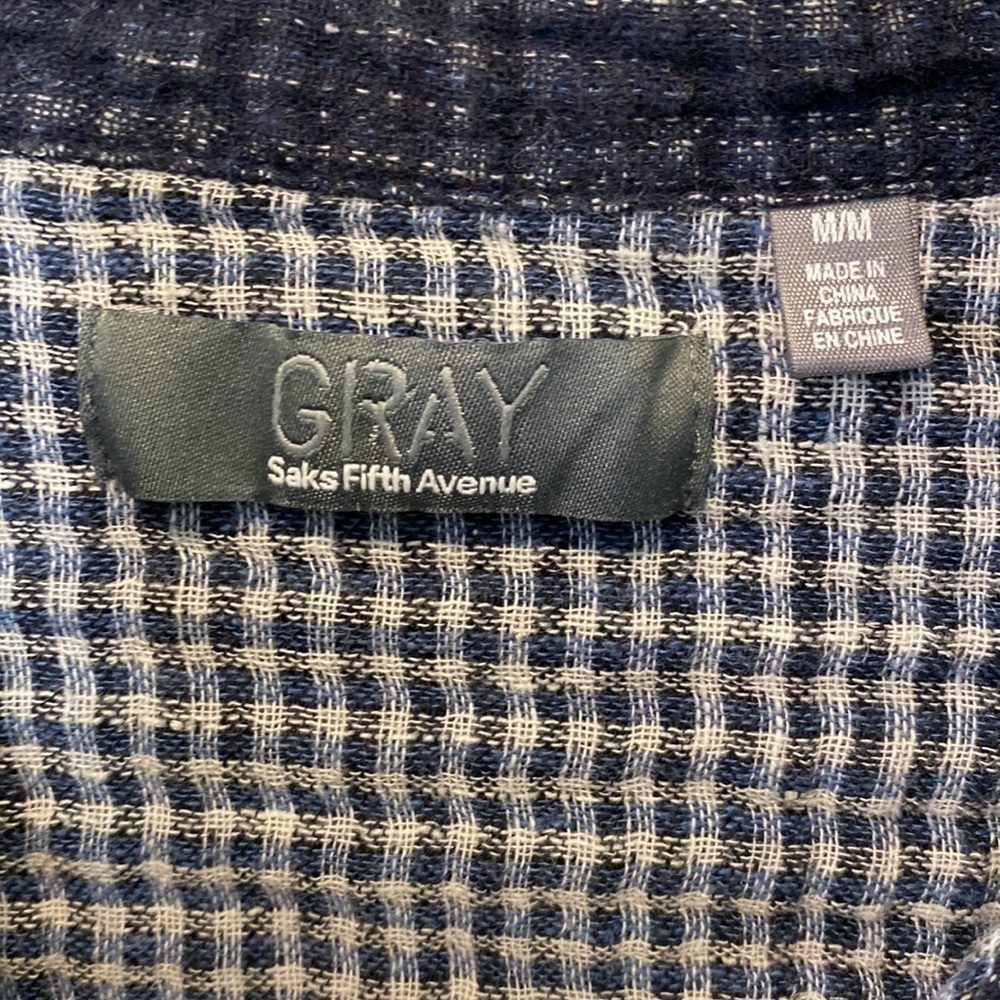 M/M
MADE IN
CHINA
FABRIQUE
EN CHINE
GRAY
Saks Fifth Avenue